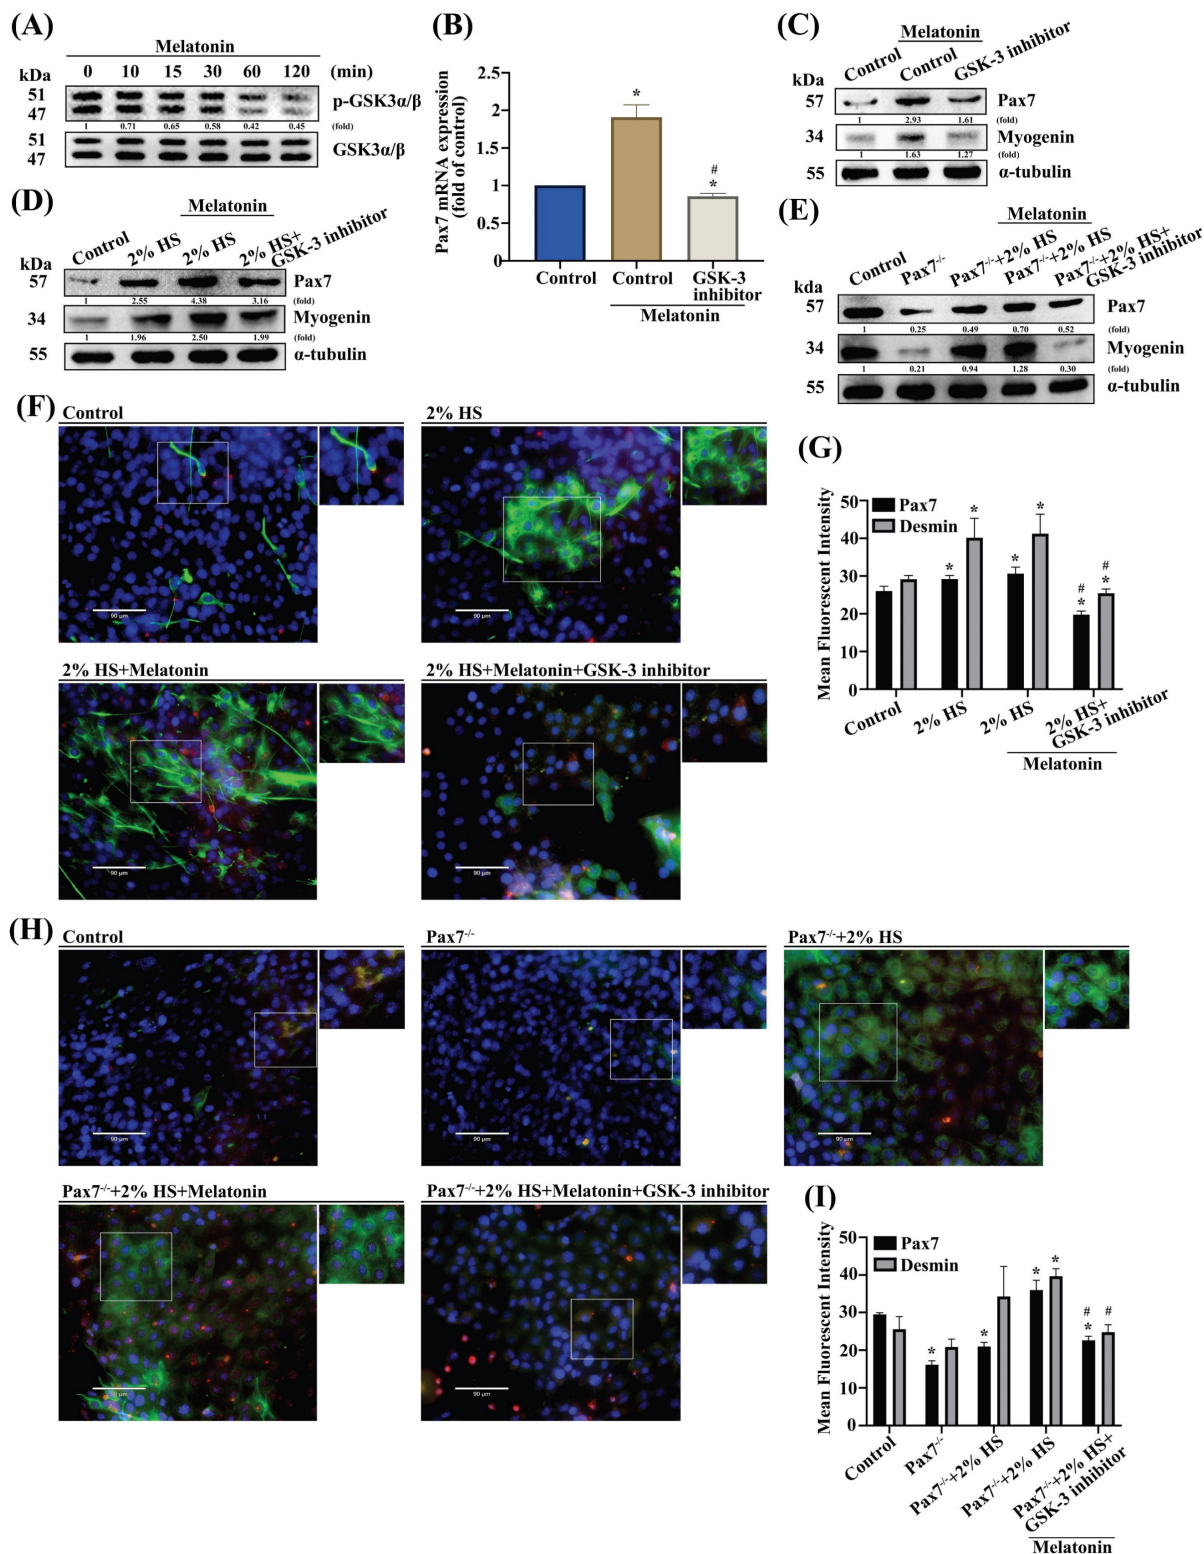 (A)
Melatonin
kDa
0 10 15 30 60 120 (min)
51
47
p-GSK3α/β
1 0.71 0.65 0.58 0.42 0.45 (fold)
51
47
GSK3α/β
(B)
Pax7 mRNA expression
(fold of control)
2.5
2
1.5
1
0.5
0
*
#
*
Control
Control
GSK-3
inhibitor
Melatonin
(C)
Melatonin
Control
Control
GSK-3 inhibitor
kDa
57
Pax7
1 2.93 1.61 (fold)
34
Myogenin
1 1.63 1.27 (fold)
55
α-tubulin
(D)
Melatonin
Control
2% HS
2% HS
2% HS+
GSK-3 inhibitor
kDa
57
Pax7
1 2.55 4.38 3.16 (fold)
34
Myogenin
1 1.96 2.50 1.99 (fold)
55
α-tubulin
(E)
Melatonin
Control
Pax7-/-
Pax7-/-+2% HS
Pax7-/-+2% HS
Pax7-/-+2% HS+
GSK-3 inhibitor
kda
57
Pax7
1 0.25 0.49 0.70 0.52 (fold)
34
Myogenin
1 0.21 0.94 1.28 0.30 (fold)
55
α-tubulin
(F)
Control
90 μm
2% HS
90 μm
2% HS+Melatonin
90 μm
2% HS+Melatonin+GSK-3 inhibitor
90 μm
(G)
Mean Fluorescent Intensity
50
40
30
20
10
0
Pax7
Desmin
* *
* *
# #
* *
Control
2% HS
2% HS
2% HS+
GSK-3 inhibitor
Melatonin
(H)
Control
90 μm
Pax7-/-
90 μm
Pax7-/-+2% HS
90 μm
Pax7-/-+2% HS+Melatonin
90 μm
Pax7-/-+2% HS+Melatonin+GSK-3 inhibitor
90 μm
(I)
Mean Fluorescent Intensity
50
40
30
20
10
0
Pax7
Desmin
*
*
* *
# #
*
Control
Pax7-/-
Pax7-/-+2% HS
Pax7-/-+2% HS
Pax7-/-+2% HS+
GSK-3 inhibitor
Melatonin